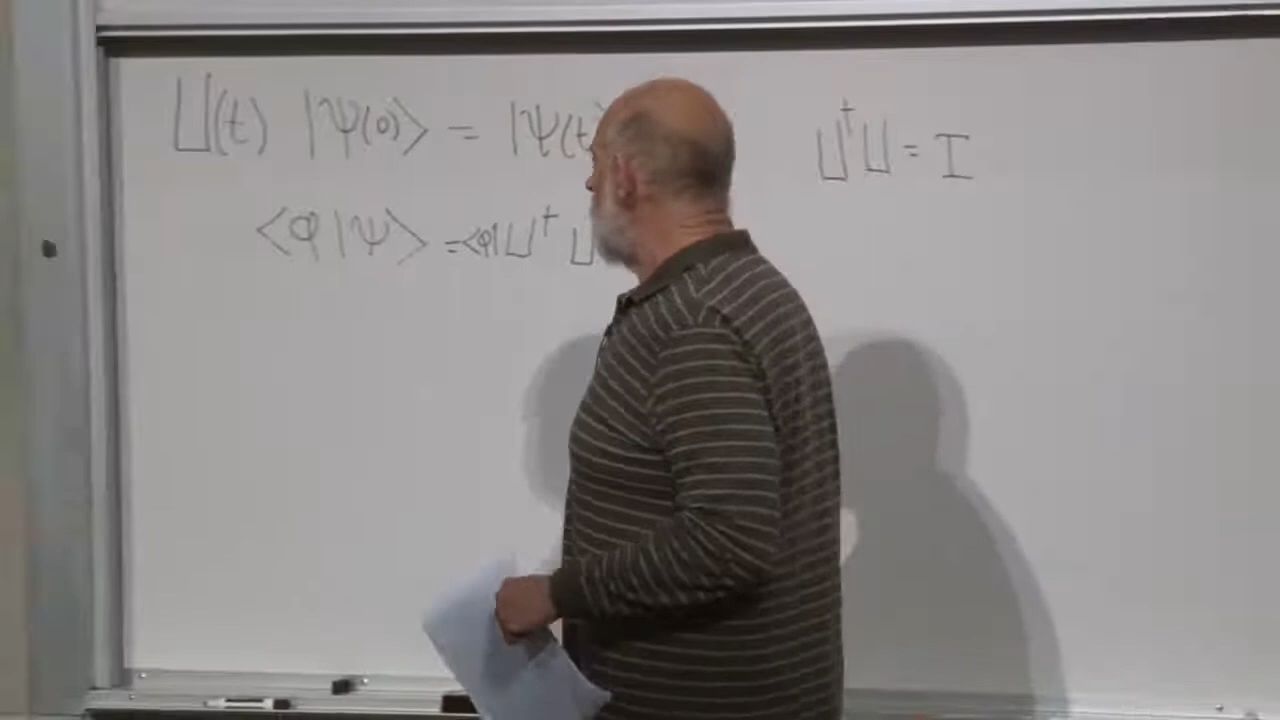 U(t) |Ψ(0)⟩ = |Ψ(t
U†U = I
⟨φ|Ψ⟩ = ⟨φ|U† U